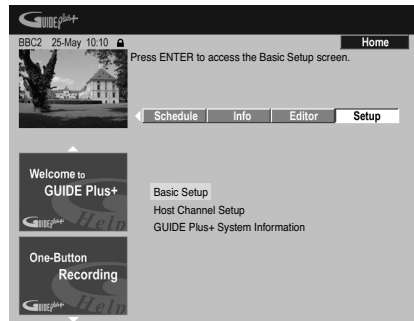 GUIDE Plus+
BBC2 25-May 10:10
Home
Press ENTER to access the Basic Setup screen.
Schedule
Info
Editor
Setup
Welcome to
GUIDE Plus+
GUIDE Plus+ Help
Basic Setup
Host Channel Setup
GUIDE Plus+ System Information
One-Button
Recording
GUIDE Plus+ Help